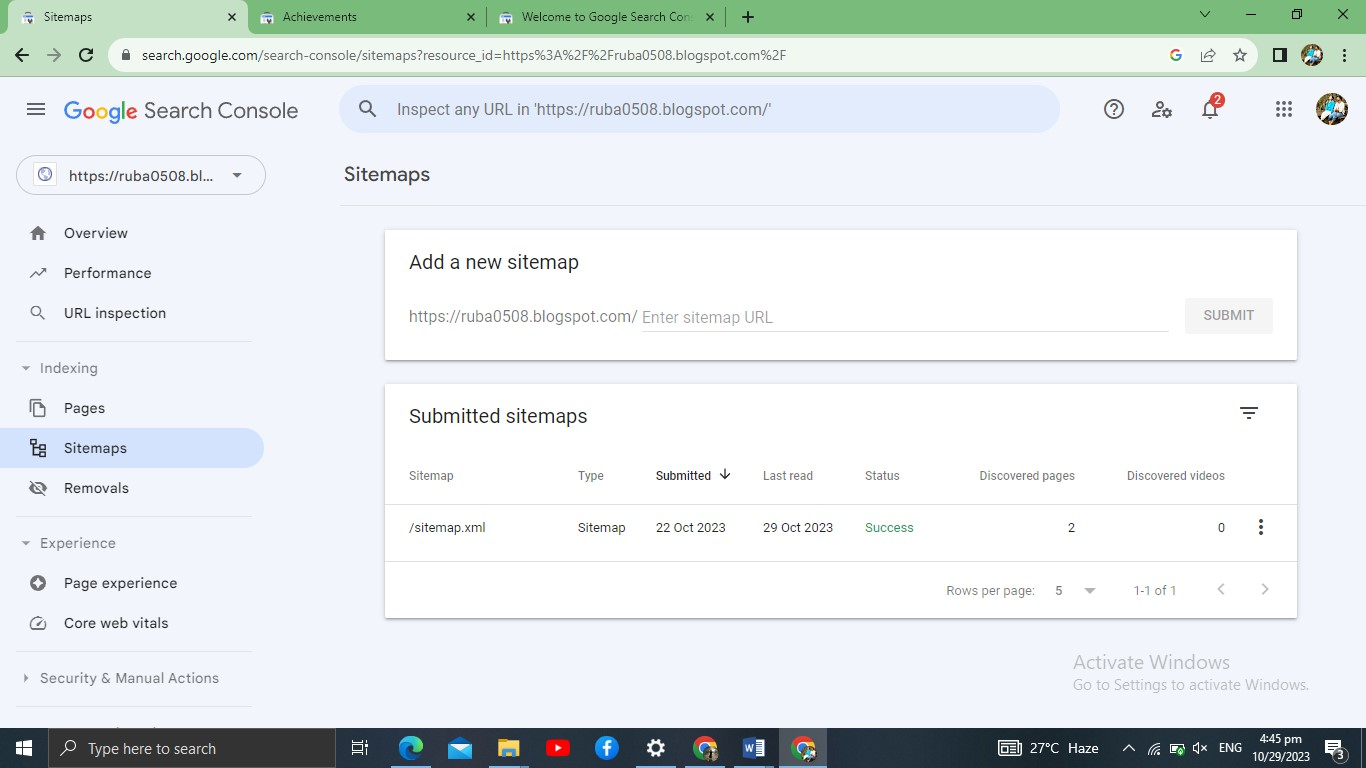 Sitemaps
Achievements
Welcome to Google Search Con
search.google.com/search-console/sitemaps?resource_id=https%3A%2F%2Fruba0508.blogspot.com%2F
Google Search Console
Inspect any URL in 'https://ruba0508.blogspot.com/'
2
https://ruba0508.bl...
Sitemaps
Overview
Performance
URL inspection
Indexing
Pages
Sitemaps
Removals
Experience
Page experience
Core web vitals
Security & Manual Actions
Add a new sitemap
https://ruba0508.blogspot.com/ Enter sitemap URL SUBMIT
Submitted sitemaps
Sitemap Type Submitted Last read Status Discovered pages Discovered videos
/sitemap.xml Sitemap 22 Oct 2023 29 Oct 2023 Success 2 0
Rows per page: 5 1-1 of 1
Activate Windows
Go to Settings to activate Windows.
Type here to search
27°C Haze
ENG
4:45 pm
10/29/2023
3